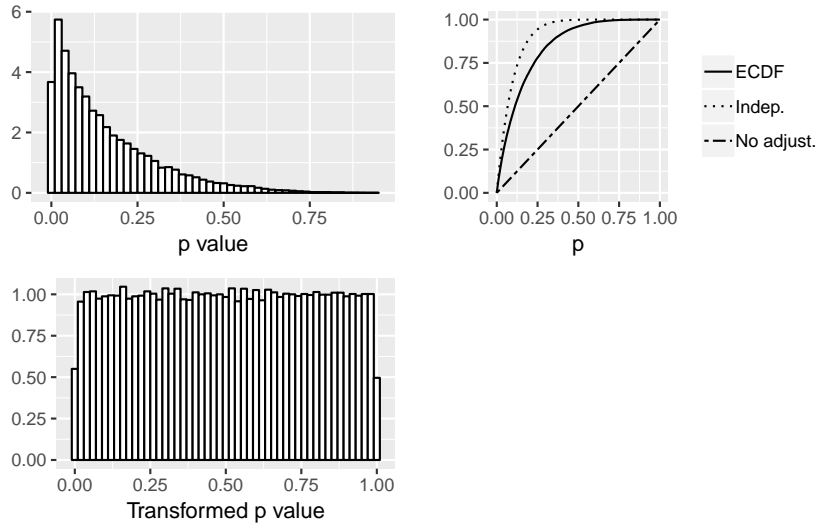 6
4
2
0
0.00 0.25 0.50 0.75
p value
1.00
0.75
0.50
0.25
0.00
0.00 0.25 0.50 0.75 1.00
p
ECDF
Indep.
No adjust.
1.00
0.75
0.50
0.25
0.00
0.00 0.25 0.50 0.75 1.00
Transformed p value